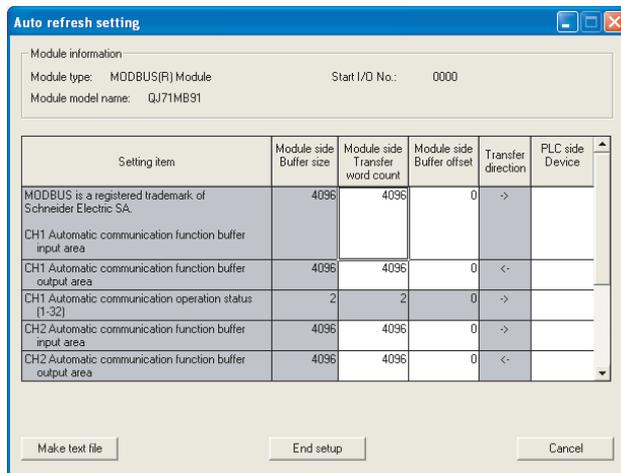 Auto refresh setting
Module information
Module type: MODBUS(R) Module Start I/O No.: 0000
Module model name: QJ71MB91
Setting item
Module side
Buffer size
Module side
Transfer
word count
Module side
Buffer offset
Transfer
direction
PLC side
Device
MODBUS is a registered trademark of
Schneider Electric SA.
CH1 Automatic communication function buffer
input area
4096 4096 0 ->
CH1 Automatic communication function buffer
output area
4096 4096 0 <-
CH1 Automatic communication operation status
(1-32)
2 2 0 ->
CH2 Automatic communication function buffer
input area
4096 4096 0 ->
CH2 Automatic communication function buffer
output area
4096 4096 0 <-
Make text file End setup Cancel